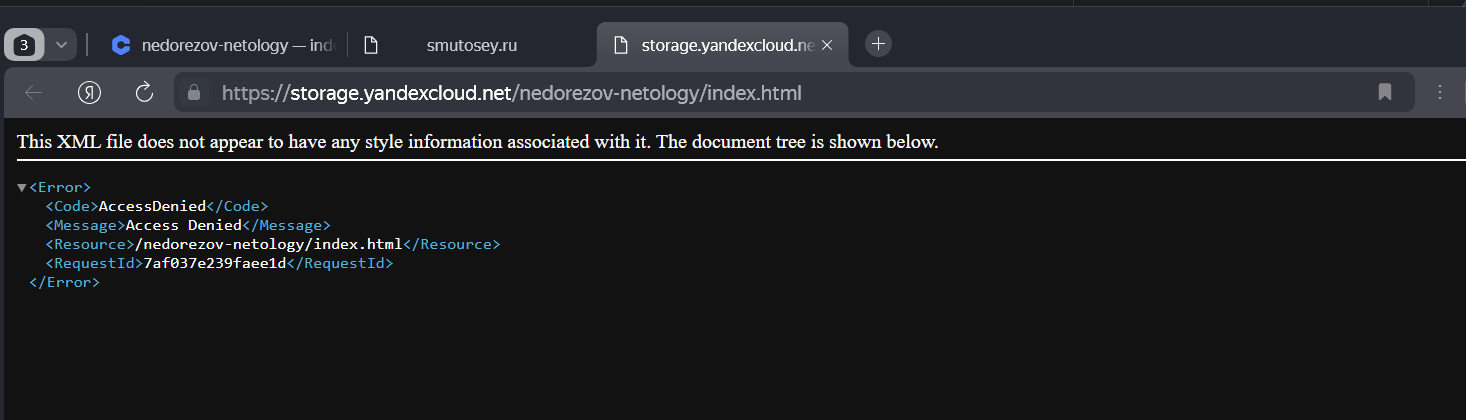 3
nedorezov-netology — inde
smutosey.ru
storage.yandexcloud.ne
Я
https://storage.yandexcloud.net/nedorezov-netology/index.html
This XML file does not appear to have any style information associated with it. The document tree is shown below.
<Error>
<Code>AccessDenied</Code>
<Message>Access Denied</Message>
<Resource>/nedorezov-netology/index.html</Resource>
<RequestId>7af037e239faee1d</RequestId>
</Error>